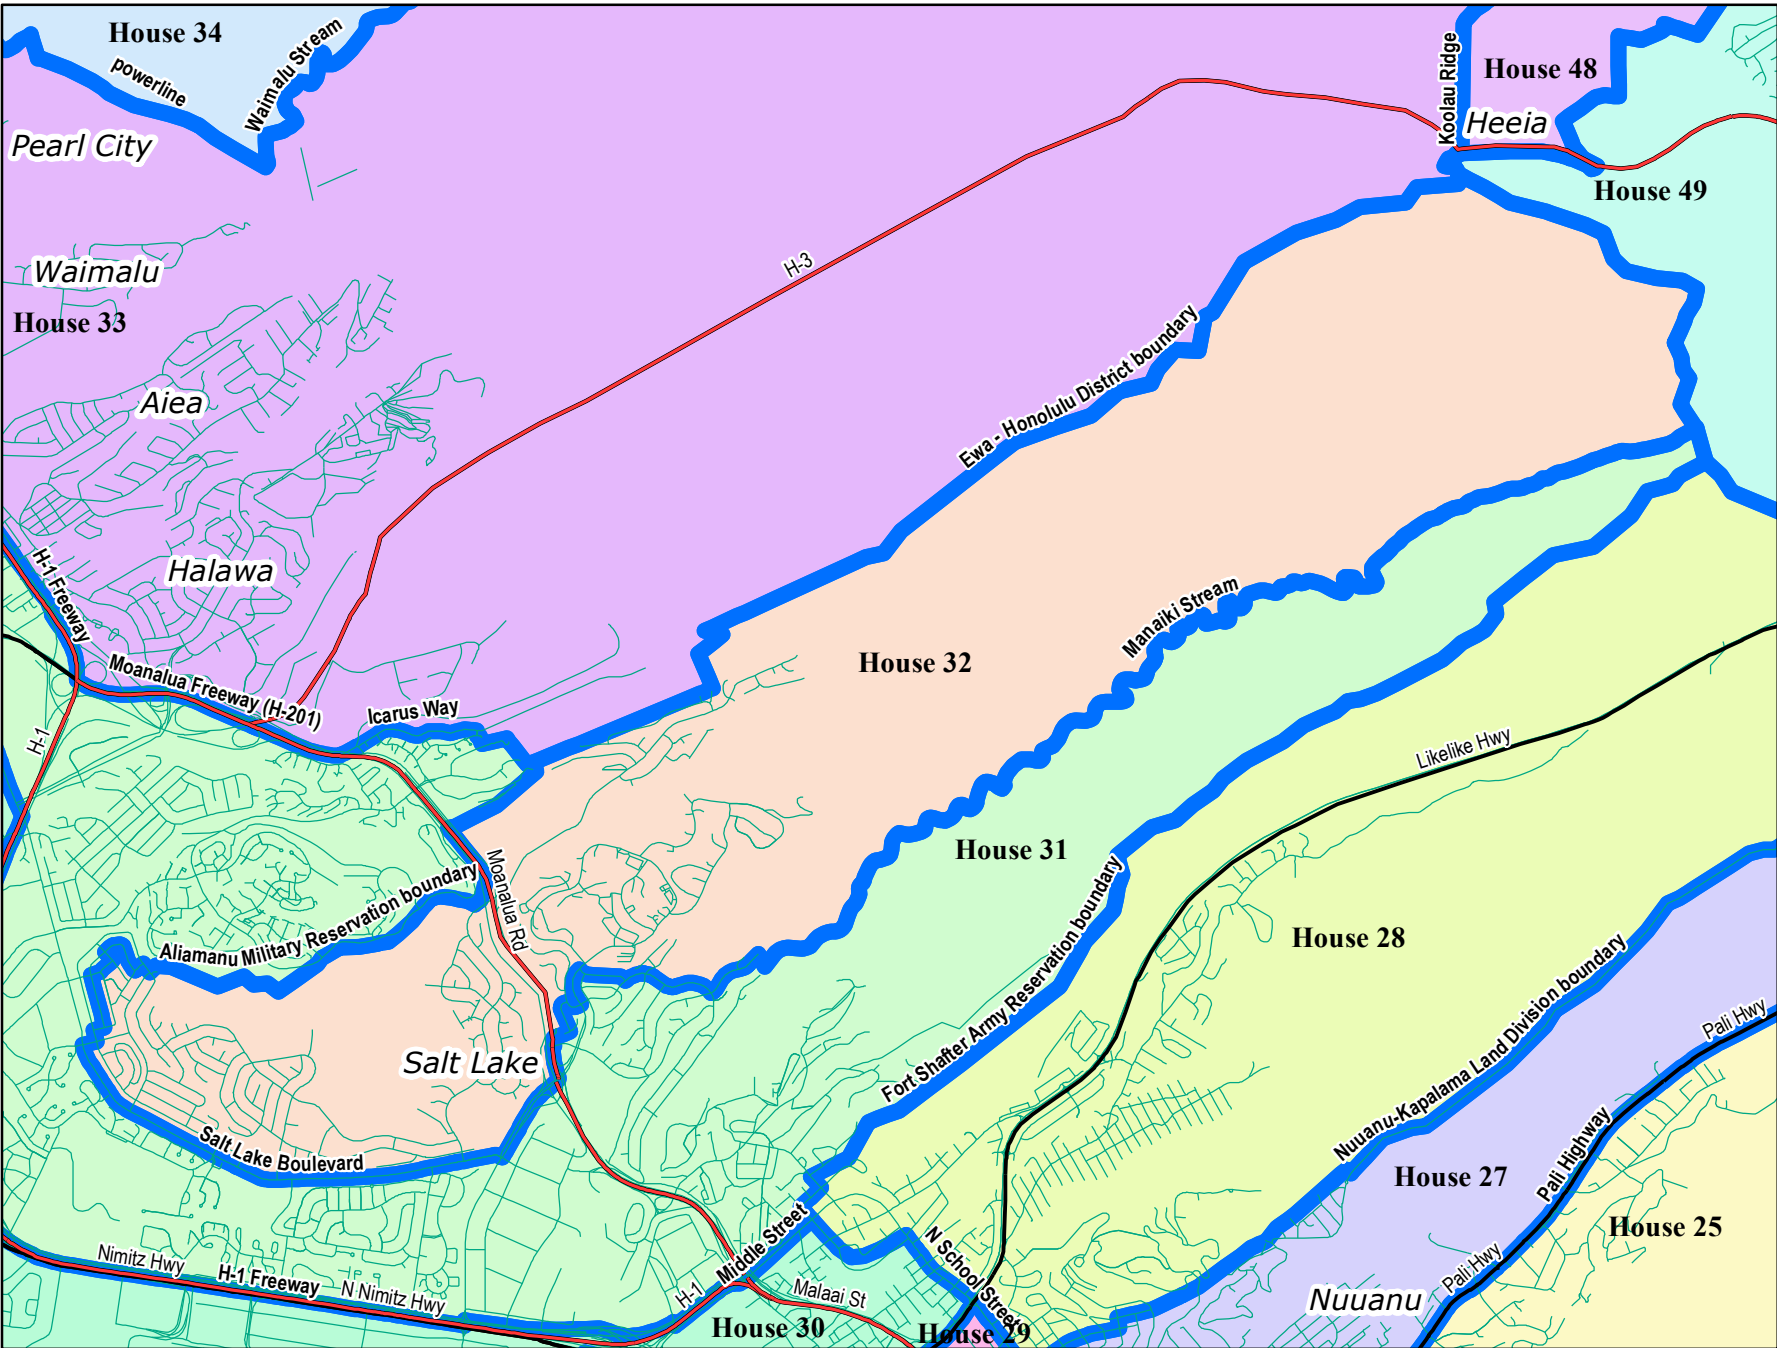 House 34
Waimalu Stream
powerline
Koolau Ridge
House 48
Heeia
Pearl City
House 49
Waimalu
H-3
House 33
Ewa - Honolulu District boundary
Aiea
H-1 Freeway
Halawa
Manaiki Stream
House 32
Moanalua Freeway (H-201)
Icarus Way
H-1
Likelike Hwy
House 31
Moanalua Rd
Aliamanu Military Reservation boundary
Fort Shafter Army Reservation boundary
House 28
Nuuanu-Kapalama Land Division boundary
Pali Hwy
Salt Lake
Salt Lake Boulevard
Pali Highway
House 27
House 25
Middle Street
N School Street
Nimitz Hwy
H-1 Freeway
N Nimitz Hwy
H-1
Malaai St
Pali Hwy
Nuuanu
House 30
House 29